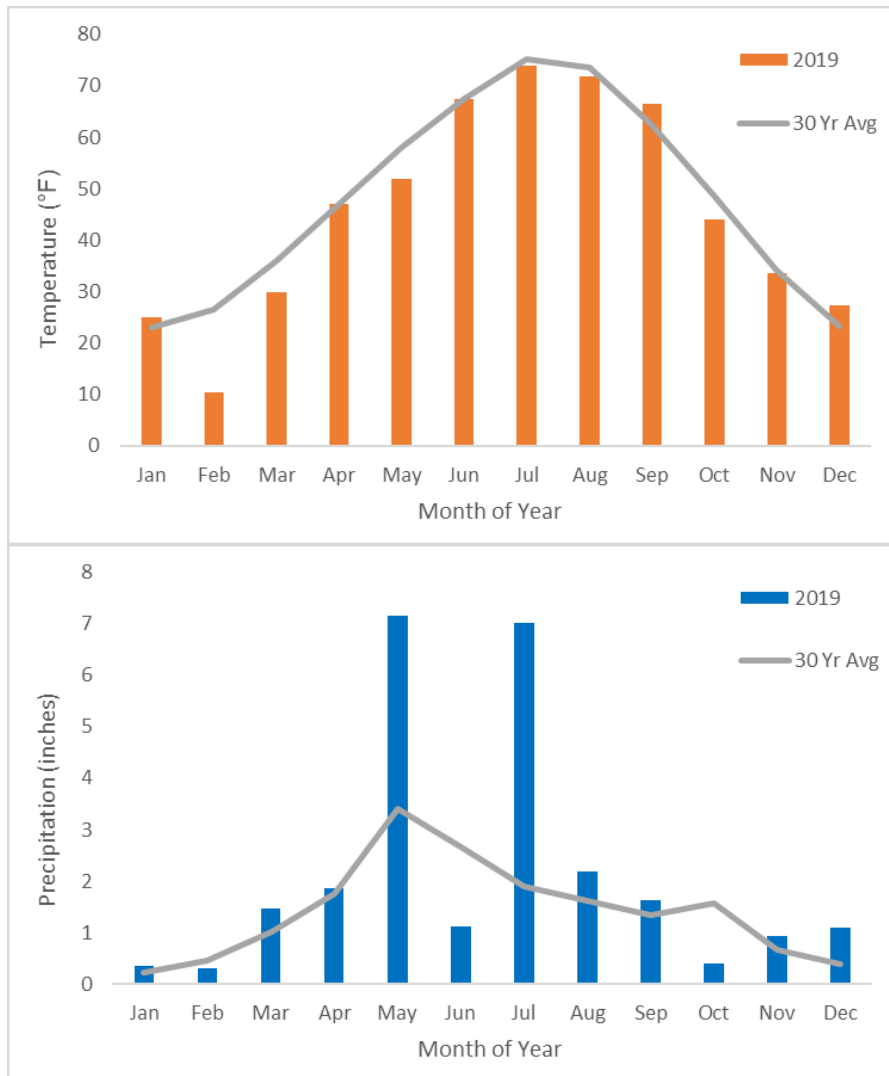 80
70
60
50
40
30
20
10
0
Temperature (°F)
2019
30 Yr Avg
Jan Feb Mar Apr May Jun Jul Aug Sep Oct Nov Dec
Month of Year
8
7
6
5
4
3
2
1
0
Precipitation (inches)
2019
30 Yr Avg
Jan Feb Mar Apr May Jun Jul Aug Sep Oct Nov Dec
Month of Year